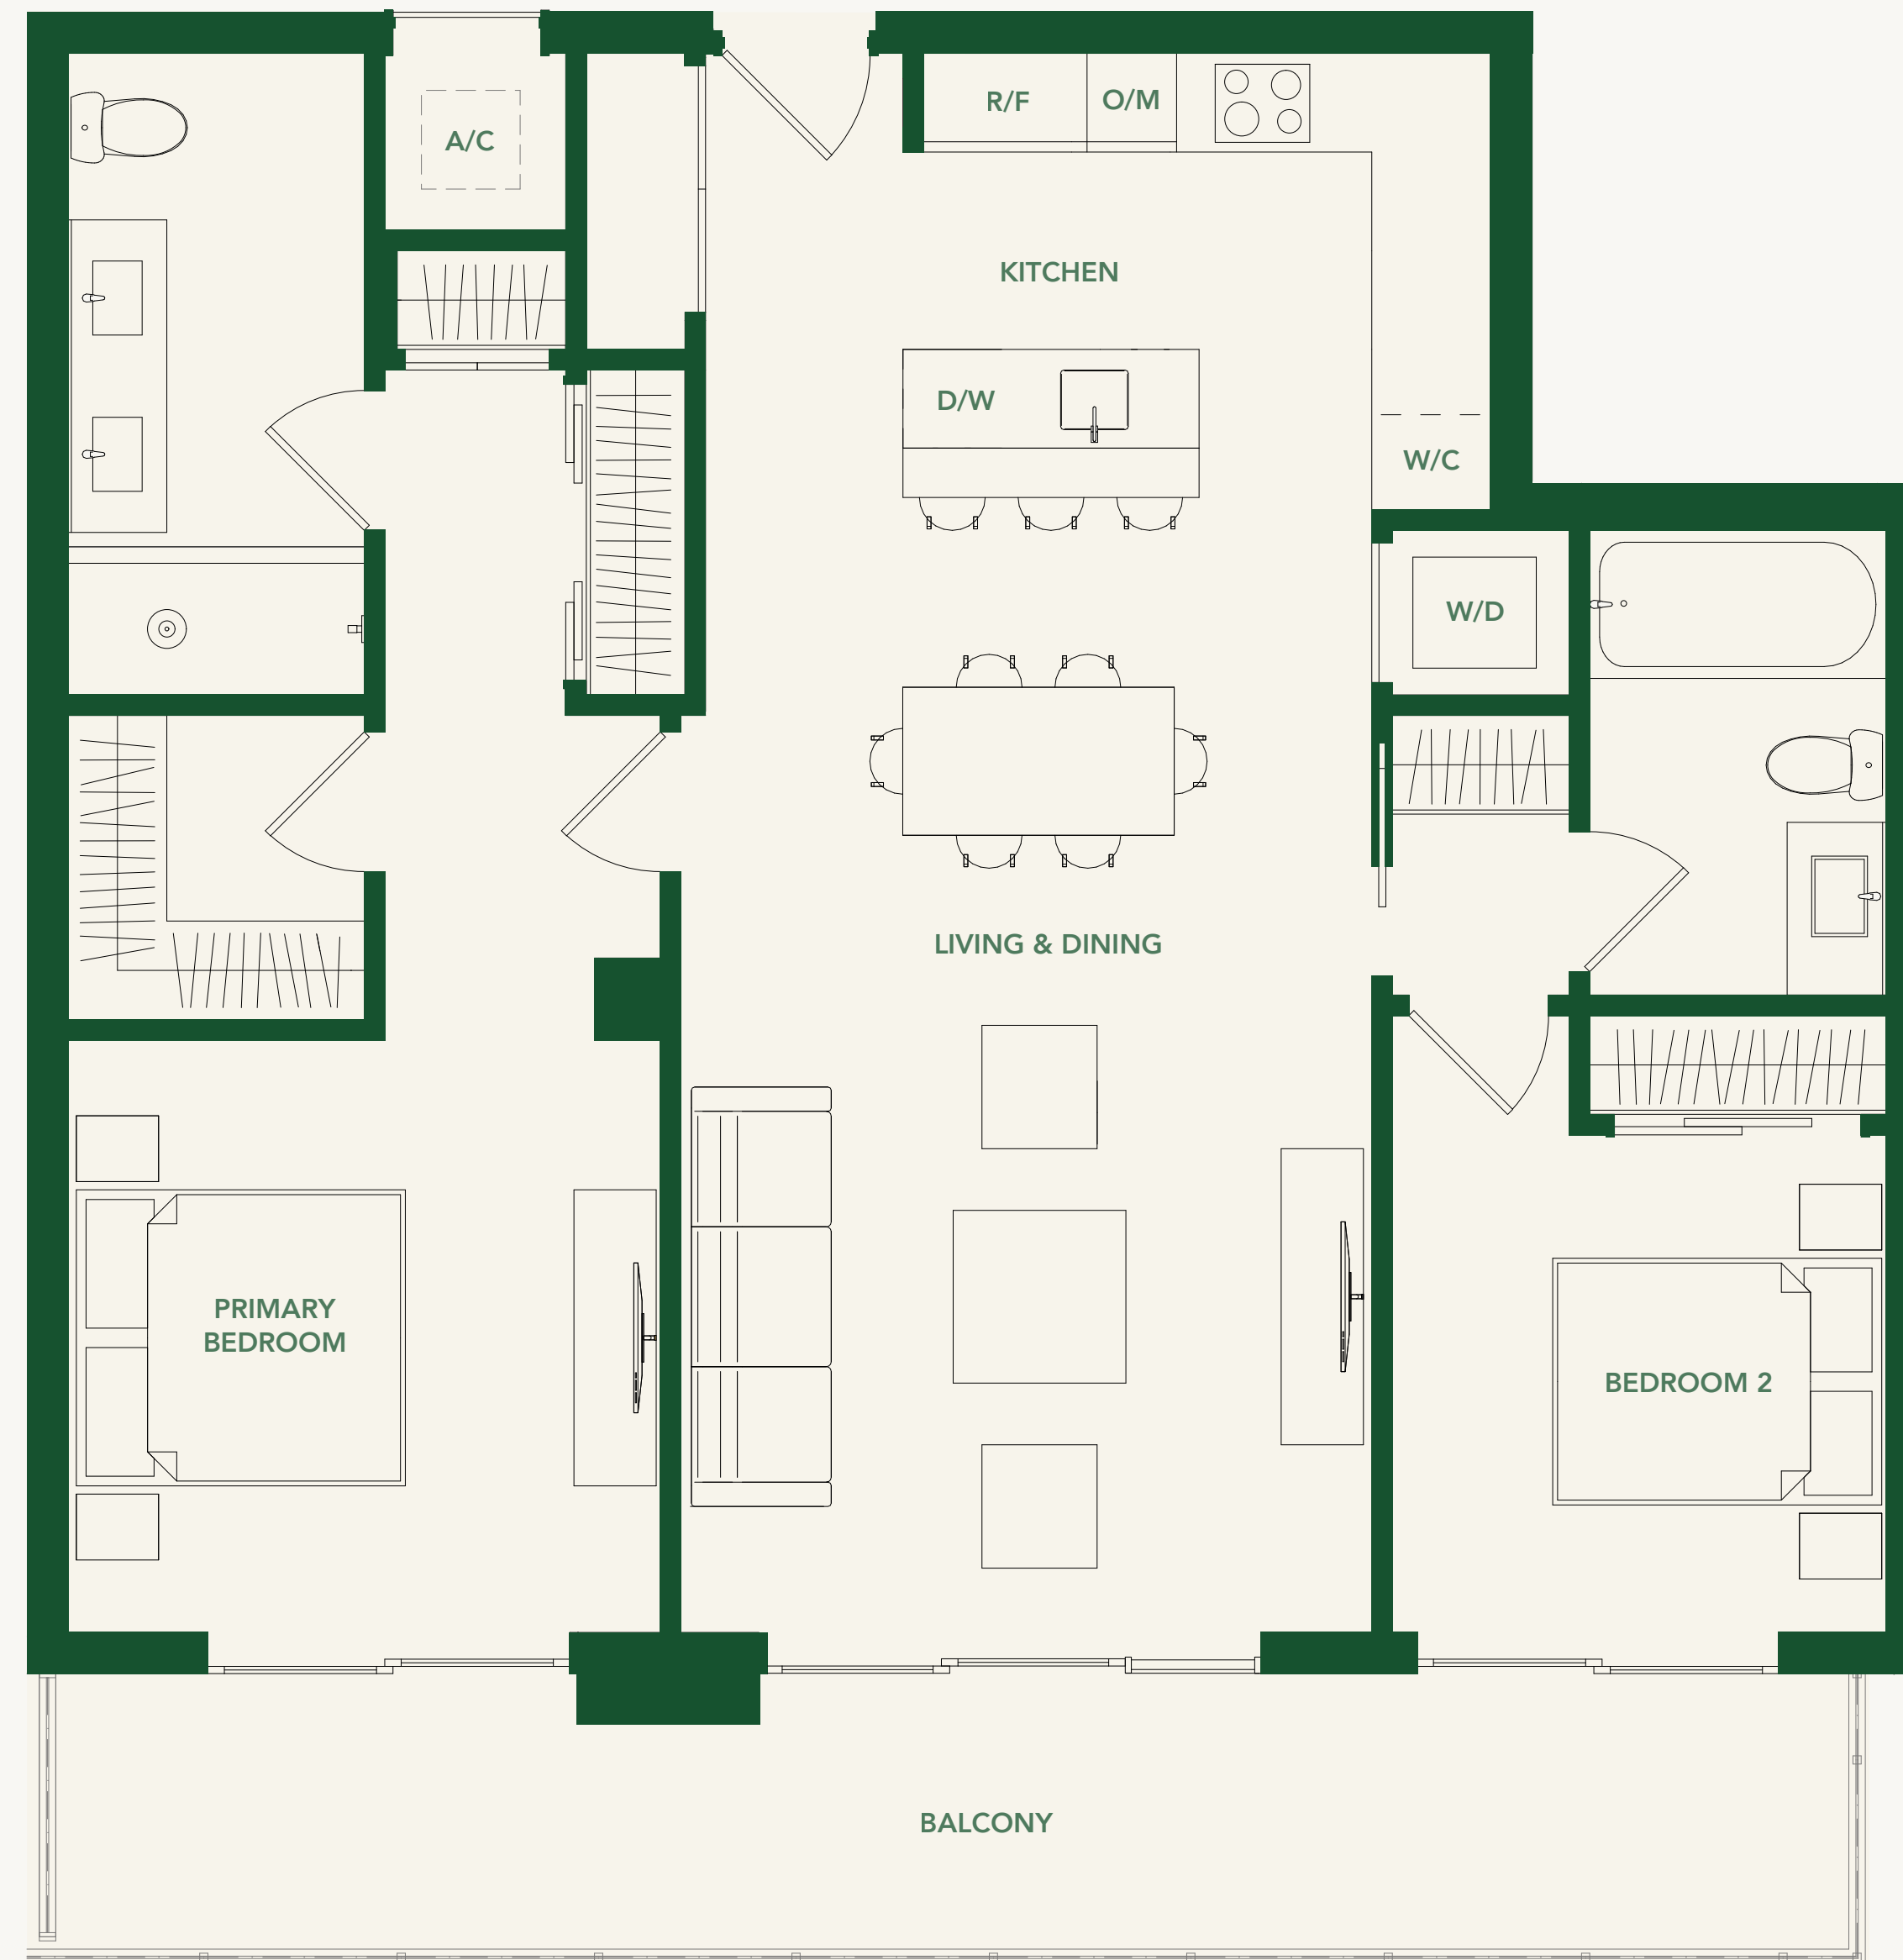 R/F
O/M
A/C
KITCHEN
D/W
W/C
W/D
LIVING & DINING
PRIMARY
BEDROOM
BEDROOM 2
BALCONY